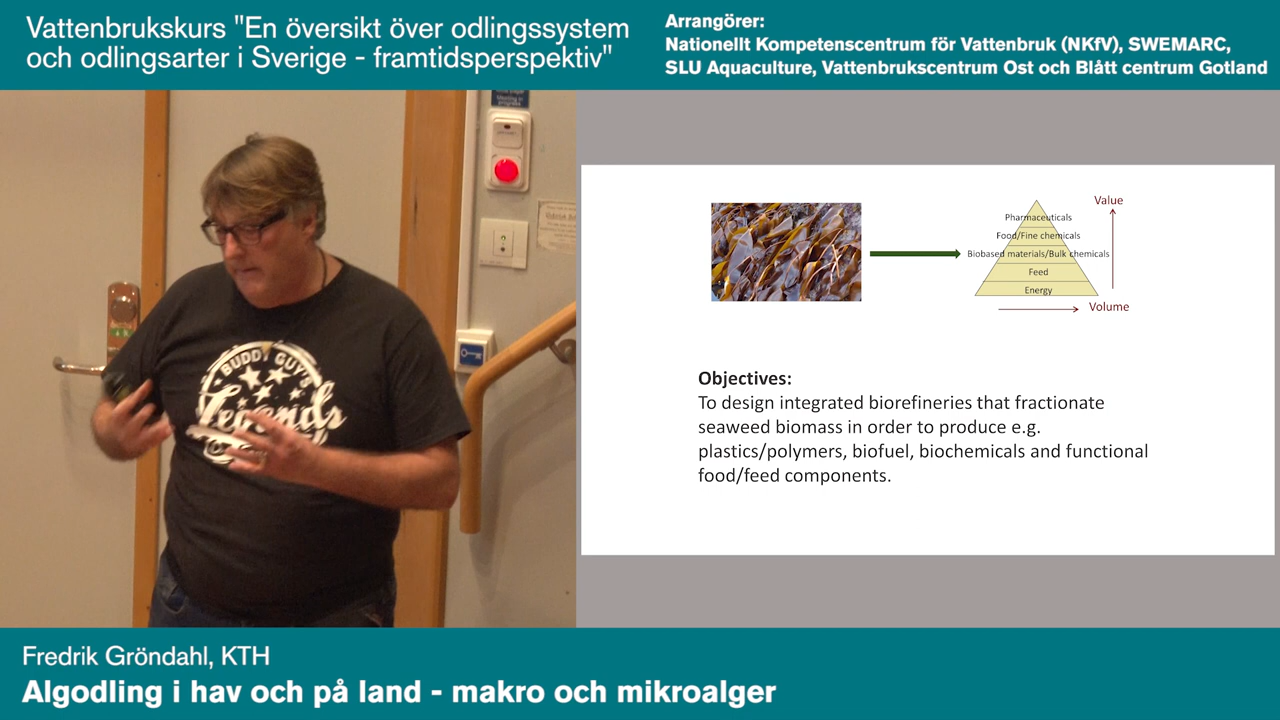 Vattenbrukskurs "En översikt över odlingssystem
och odlingsarter i Sverige - framtidsperspektiv"
Arrangörer:
Nationellt Kompetenscentrum för Vattenbruk (NKfV), SWEMARC,
SLU Aquaculture, Vattenbrukscentrum Ost och Blått centrum Gotland
BUDDY GUY'S
Legends
Value
Pharmaceuticals
Food/Fine chemicals
Biobased materials/Bulk chemicals
Feed
Energy
Volume
Objectives:
To design integrated biorefineries that fractionate
seaweed biomass in order to produce e.g.
plastics/polymers, biofuel, biochemicals and functional
food/feed components.
Fredrik Gröndahl, KTH
Algodling i hav och på land - makro och mikroalger